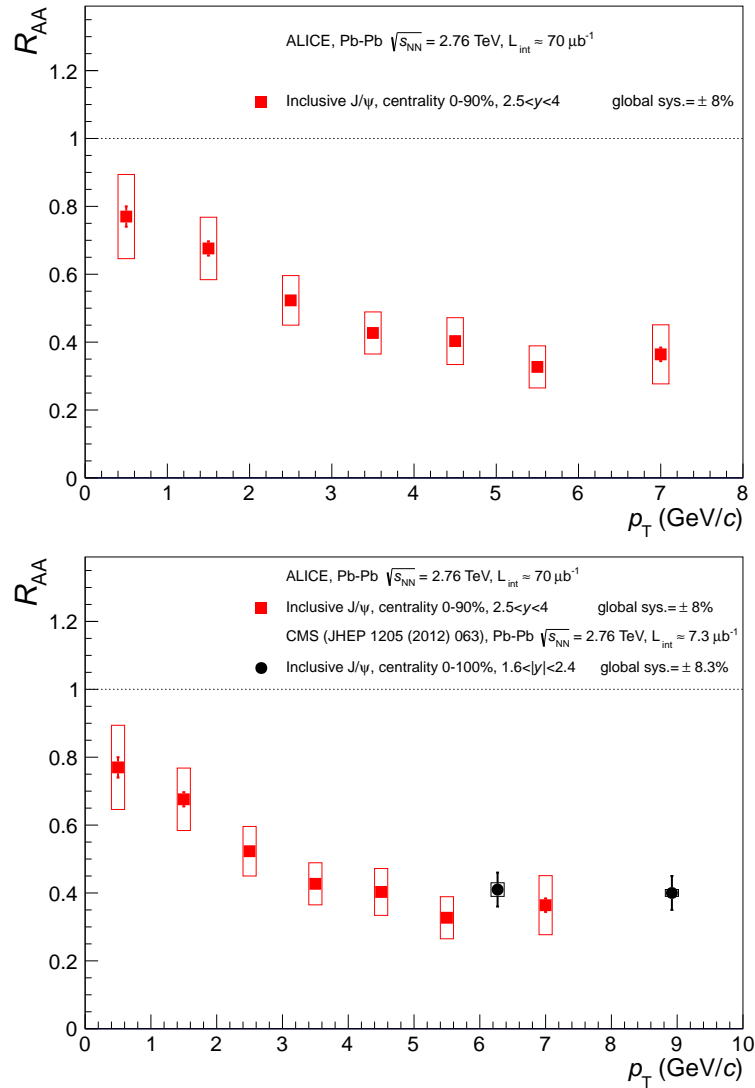 R_AA
ALICE, Pb-Pb √s_NN = 2.76 TeV, L_int ≈ 70 μb⁻¹
Inclusive J/ψ, centrality 0-90%, 2.5<y<4 global sys.= ± 8%
1.2
1
0.8
0.6
0.4
0.2
0
0 1 2 3 4 5 6 7 8
p_T (GeV/c)
R_AA
ALICE, Pb-Pb √s_NN = 2.76 TeV, L_int ≈ 70 μb⁻¹
Inclusive J/ψ, centrality 0-90%, 2.5<y<4 global sys.= ± 8%
CMS (JHEP 1205 (2012) 063), Pb-Pb √s_NN = 2.76 TeV, L_int ≈ 7.3 μb⁻¹
Inclusive J/ψ, centrality 0-100%, 1.6<|y|<2.4 global sys.= ± 8.3%
1.2
1
0.8
0.6
0.4
0.2
0
0 1 2 3 4 5 6 7 8 9 10
p_T (GeV/c)